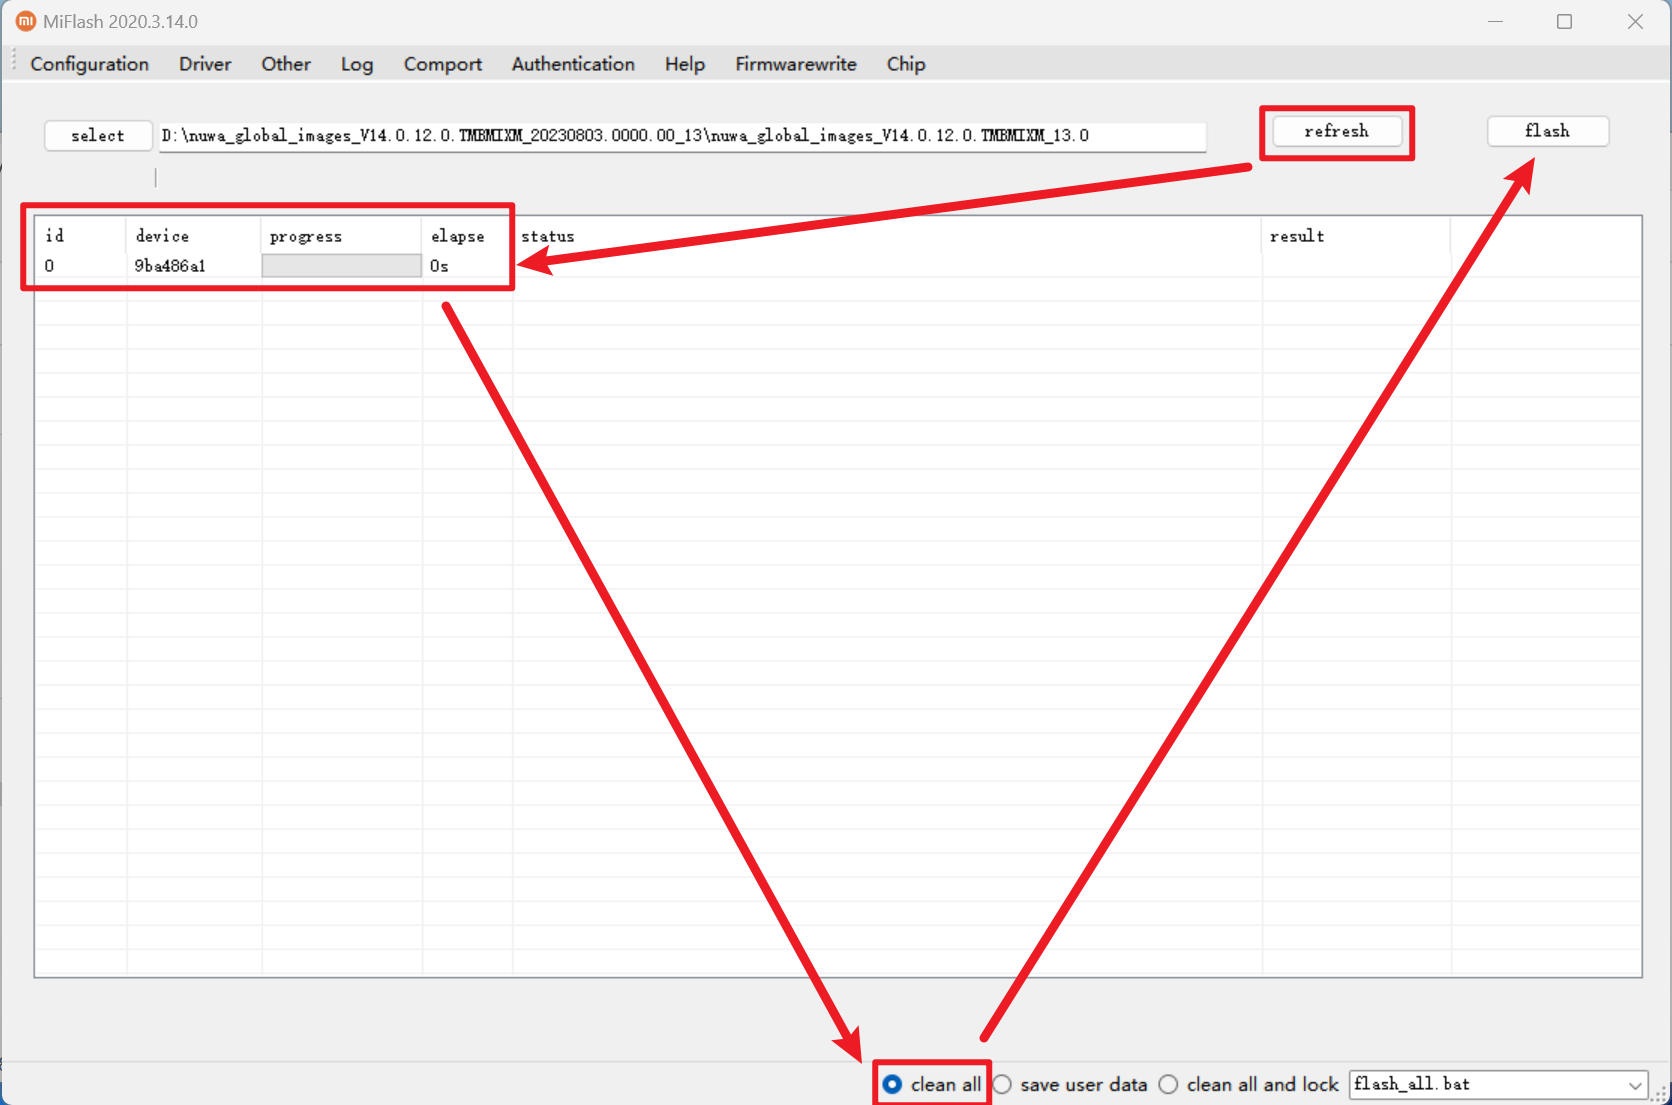 MiFlash 2020.3.14.0
Configuration Driver Other Log Comport Authentication Help Firmwarewrite Chip
select D:\nuwa_global_images_V14.0.12.0.TMBMIXM_20230803.0000.00_13\nuwa_global_images_V14.0.12.0.TMBMIXM_13.0 refresh flash
id device progress elapse status result
0 9ba486a1 0s
clean all save user data clean all and lock flash_all.bat